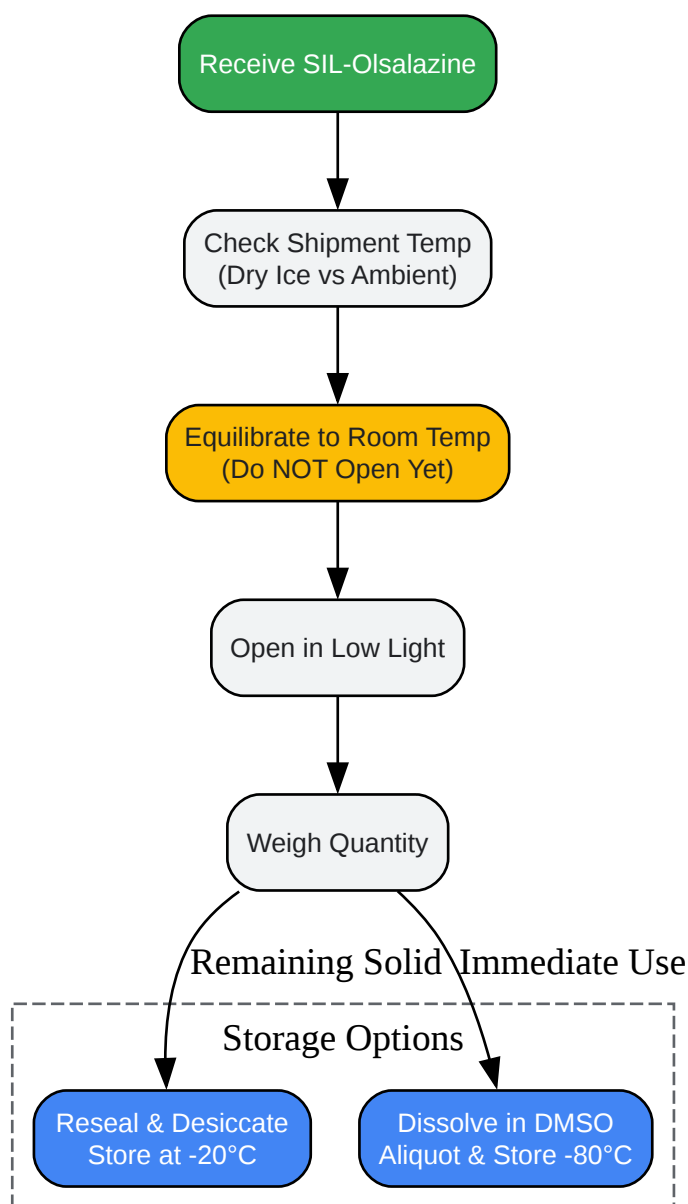 Receive SIL-Olsalazine
Check Shipment Temp
(Dry Ice vs Ambient)
Equilibrate to Room Temp
(Do NOT Open Yet)
Open in Low Light
Weigh Quantity
Remaining Solid
Immediate Use
Storage Options
Reseal & Desiccate
Store at -20°C
Dissolve in DMSO
Aliquot & Store -80°C